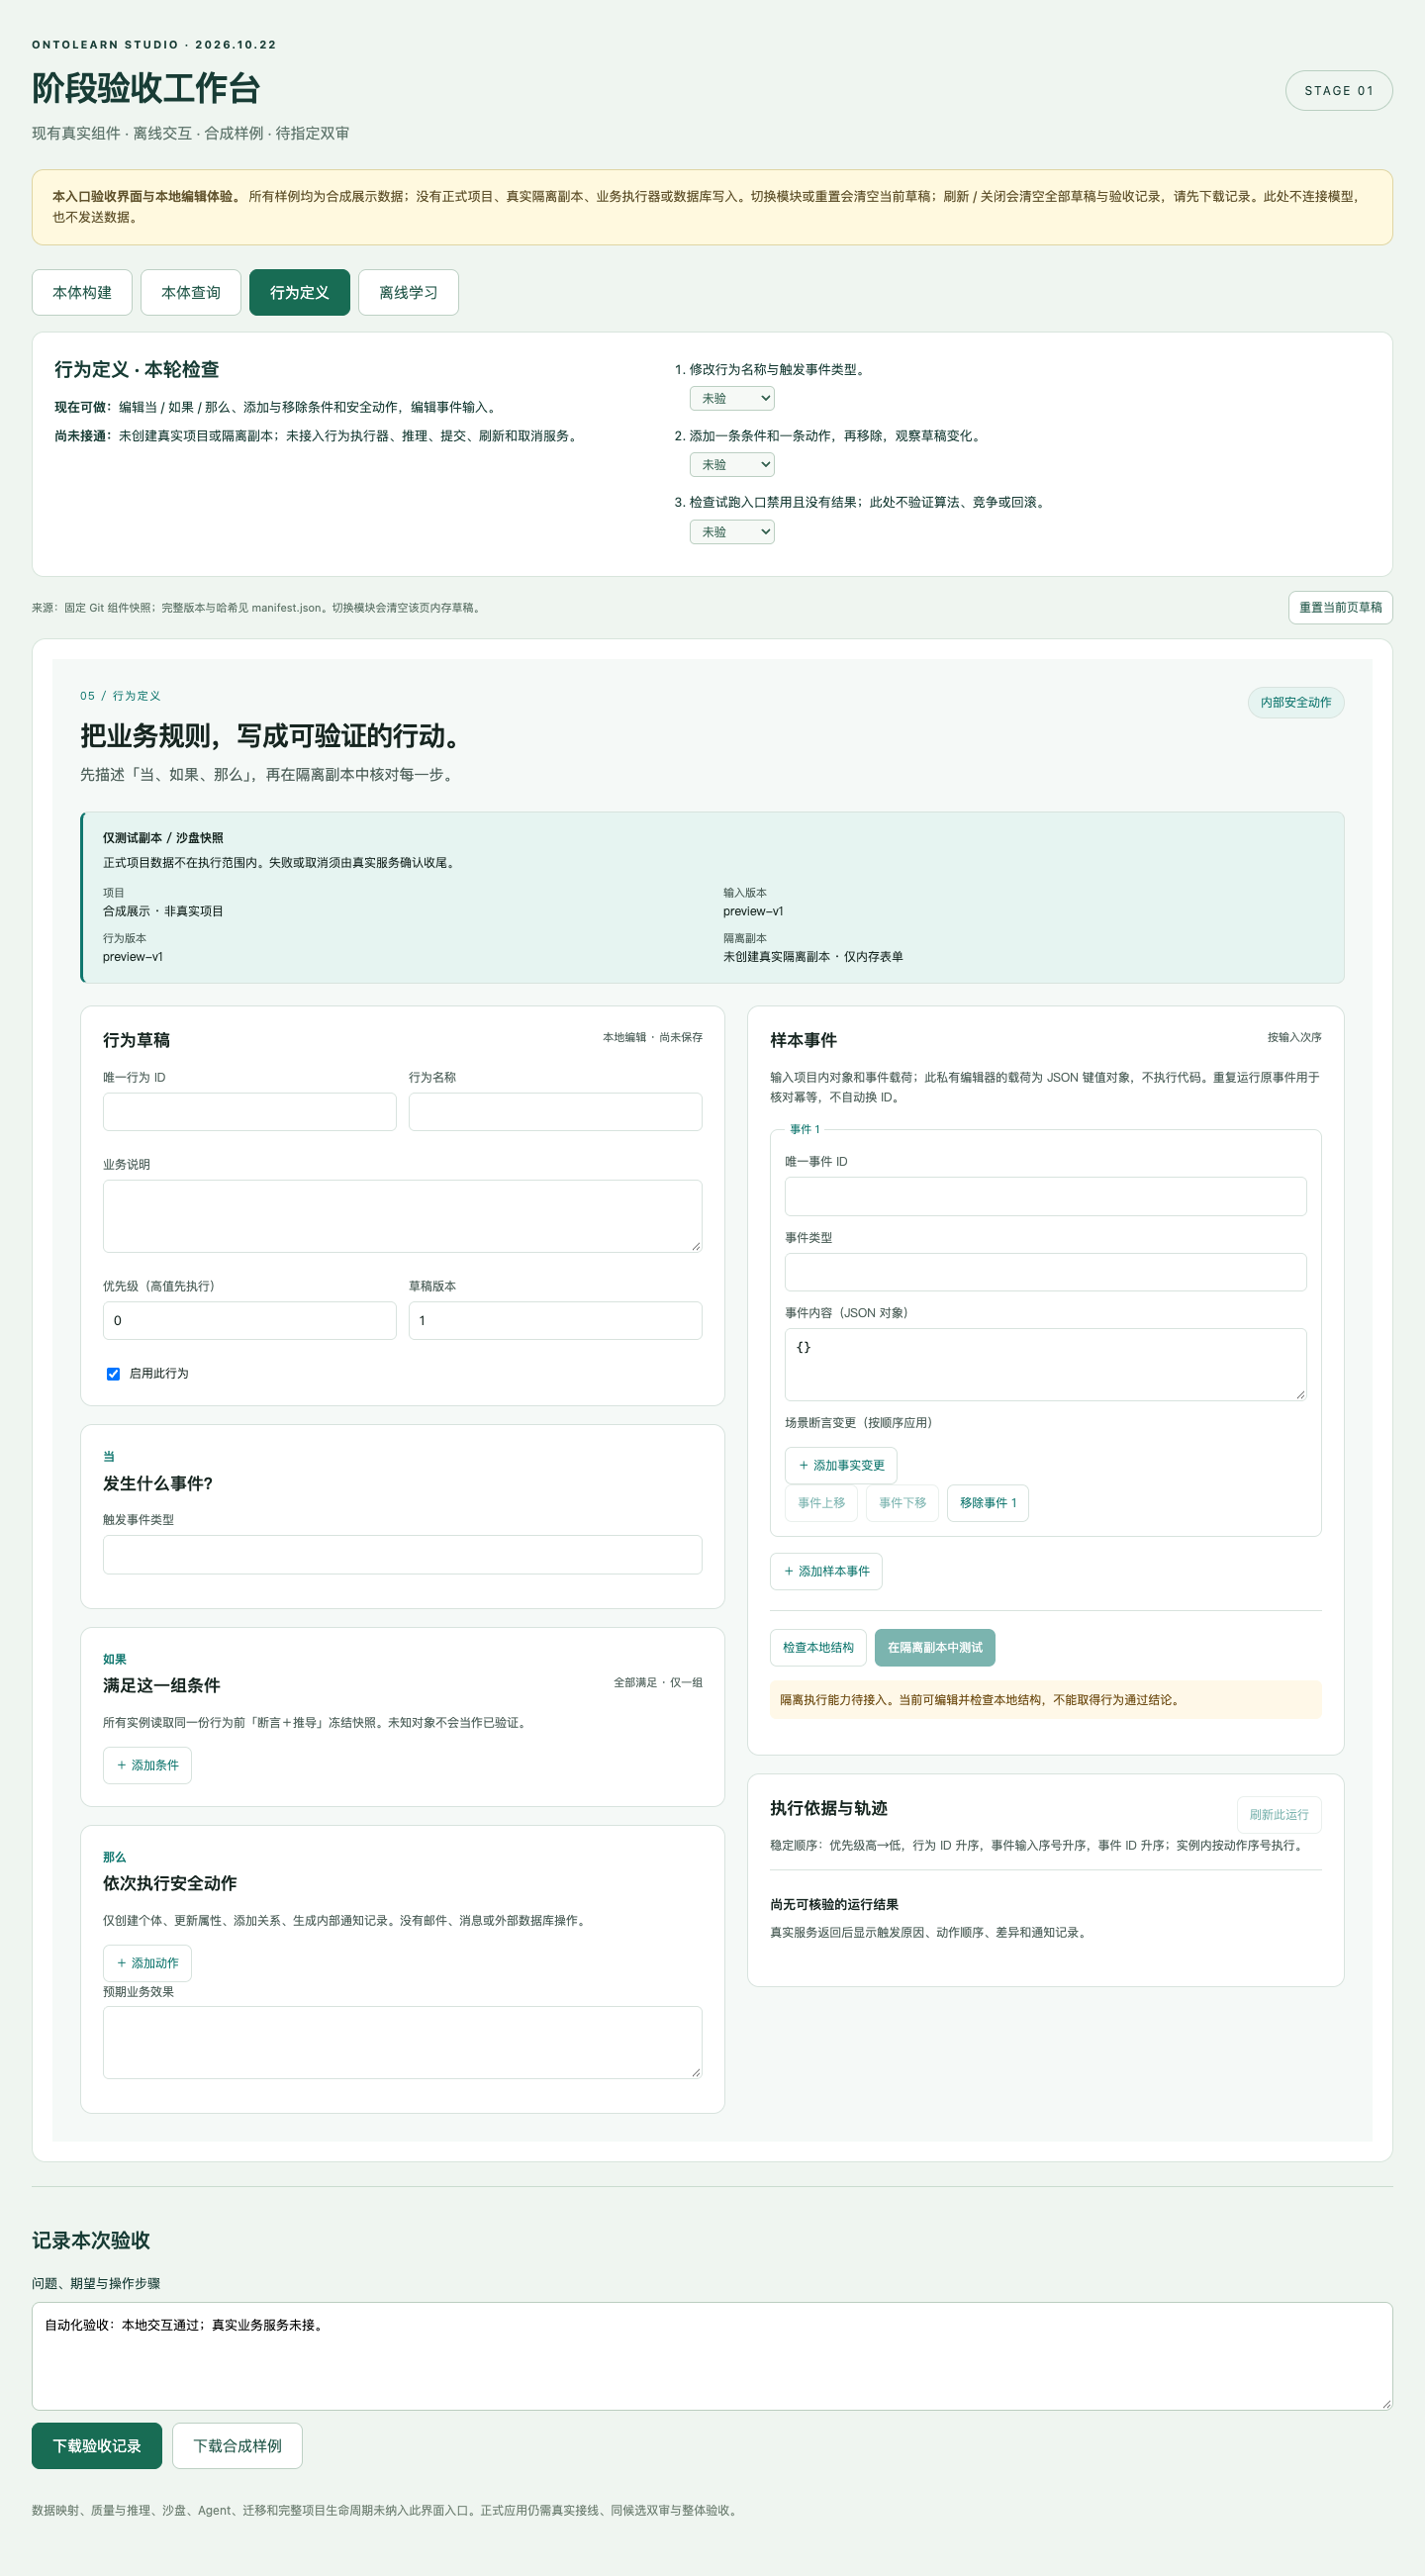 ONTOLEARN STUDIO · 2026.10.22
阶段验收工作台
STAGE 01
现有真实组件 · 离线交互 · 合成样例 · 待指定双审
本入口验收界面与本地编辑体验。 所有样例均为合成展示数据；没有正式项目、真实隔离副本、业务执行器或数据库写入。切换模块或重置会清空当前草稿；刷新 / 关闭会清空全部草稿与验收记录，请先下载记录。此处不连接模型，
也不发送数据。
本体构建
本体查询
行为定义
离线学习
行为定义 · 本轮检查
现在可做：编辑当 / 如果 / 那么、添加与移除条件和安全动作，编辑事件输入。
尚未接通：未创建真实项目或隔离副本；未接入行为执行器、推理、提交、刷新和取消服务。
1. 修改行为名称与触发事件类型。
未验
2. 添加一条条件和一条动作，再移除，观察草稿变化。
未验
3. 检查试跑入口禁用且没有结果；此处不验证算法、竞争或回滚。
未验
来源：固定 Git 组件快照；完整版本与哈希见 manifest.json。切换模块会清空该页内存草稿。
重置当前页草稿
05 / 行为定义
内部安全动作
把业务规则，写成可验证的行动。
先描述「当、如果、那么」，再在隔离副本中核对每一步。
仅测试副本 / 沙盘快照
正式项目数据不在执行范围内。失败或取消须由真实服务确认收尾。
项目
合成展示 · 非真实项目
输入版本
preview-v1
行为版本
preview-v1
隔离副本
未创建真实隔离副本 · 仅内存表单
行为草稿
本地编辑 · 尚未保存
唯一行为 ID
行为名称
业务说明
优先级（高值先执行）
草稿版本
0
1
启用此行为
当
发生什么事件？
触发事件类型
如果
满足这一组条件
全部满足 · 仅一组
所有实例读取同一份行为前「断言＋推导」冻结快照。未知对象不会当作已验证。
＋ 添加条件
那么
依次执行安全动作
仅创建个体、更新属性、添加关系、生成内部通知记录。没有邮件、消息或外部数据库操作。
＋ 添加动作
预期业务效果
样本事件
按输入次序
输入项目内对象和事件载荷；此私有编辑器的载荷为 JSON 键值对象，不执行代码。重复运行原事件用于
核对幂等，不自动换 ID。
事件 1
唯一事件 ID
事件类型
事件内容（JSON 对象）
{}
场景断言变更（按顺序应用）
＋ 添加事实变更
事件上移
事件下移
移除事件 1
＋ 添加样本事件
检查本地结构
在隔离副本中测试
隔离执行能力待接入。当前可编辑并检查本地结构，不能取得行为通过结论。
执行依据与轨迹
刷新此运行
稳定顺序：优先级高→低，行为 ID 升序，事件输入序号升序，事件 ID 升序；实例内按动作序号执行。
尚无可核验的运行结果
真实服务返回后显示触发原因、动作顺序、差异和通知记录。
记录本次验收
问题、期望与操作步骤
自动化验收：本地交互通过；真实业务服务未接。
下载验收记录
下载合成样例
数据映射、质量与推理、沙盘、Agent、迁移和完整项目生命周期未纳入此界面入口。正式应用仍需真实接线、同候选双审与整体验收。